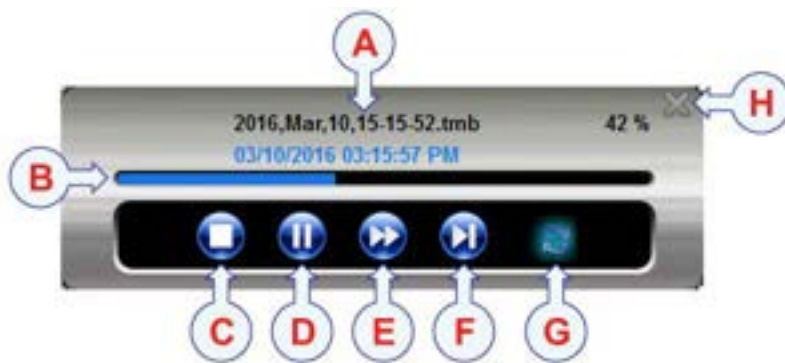 A
2016,Mar,10,15-15-52.tmb 42 %
H
03/10/2016 03:15:57 PM
B
C D E F G